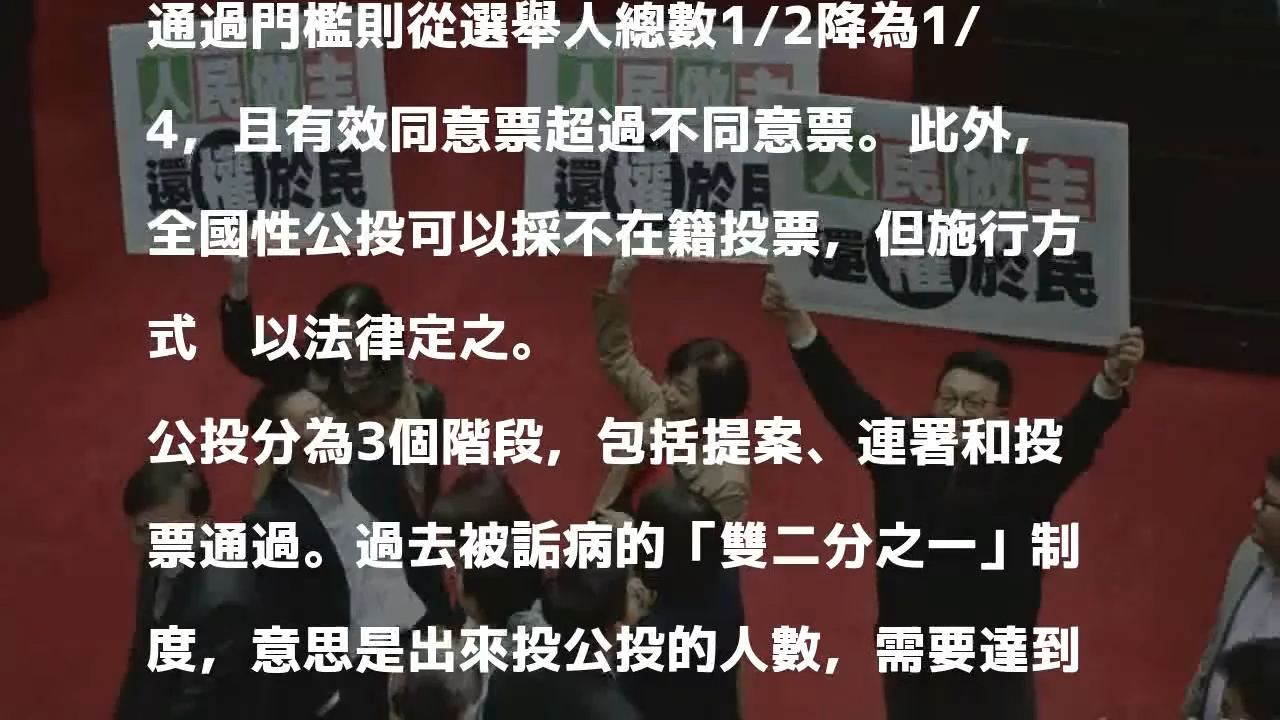 通過門檻則從選舉人總數1/2降為1/
4，且有效同意票超過不同意票。此外，
全國性公投可以採不在籍投票，但施行方
式　以法律定之。
公投分為3個階段，包括提案、連署和投
票通過。過去被詬病的「雙二分之一」制
度，意思是出來投公投的人數，需要達到
人民做主
還權於民
人民做主
還權於民
人民做主
還權於民